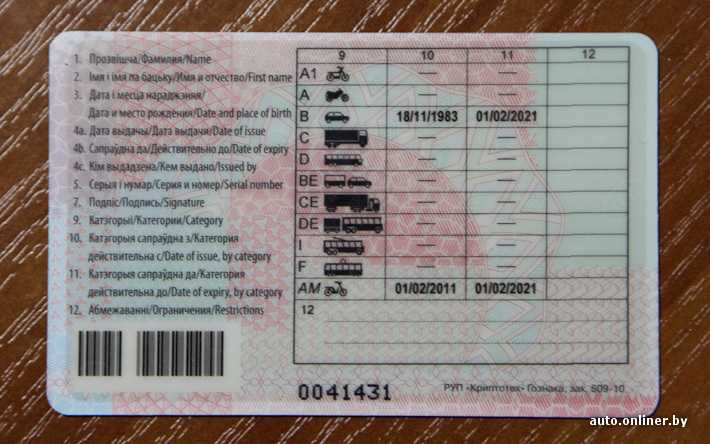 1. Прозвішча/Фамилия/Name
2. Імя і імя па бацьку/Имя и отчество/First name
3. Дата і месца нараджэння/
Дата и место рождения/Date and place of birth
4a. Дата выдачы/Дата выдачи/Date of issue
4b. Сапраўдна да/Действительно до/Date of expiry
4c. Кім выдадзена/Кем выдано/Issued by
5. Серыя і нумар/Серия и номер/Serial number
7. Подпіс/Подпись/Signature
9. Катэгорыі/Категории/Category
10. Катэгорыя сапраўдна з/Категория
действительна с/Date of issue, by category
11. Катэгорыя сапраўдна да/Категория
действительна до/Date of expiry, by category
12. Абмежаванні/Ограничения/Restrictions
9 10 11 12
A1 — —
A — —
B 18/11/1983 01/02/2021
C — —
D — —
BE — —
CE — —
DE — —
I — —
F — —
AM 01/02/2011 01/02/2021
12
0041431
РУП «Криптотех» Гознака, зак. 609-10
auto.onliner.by